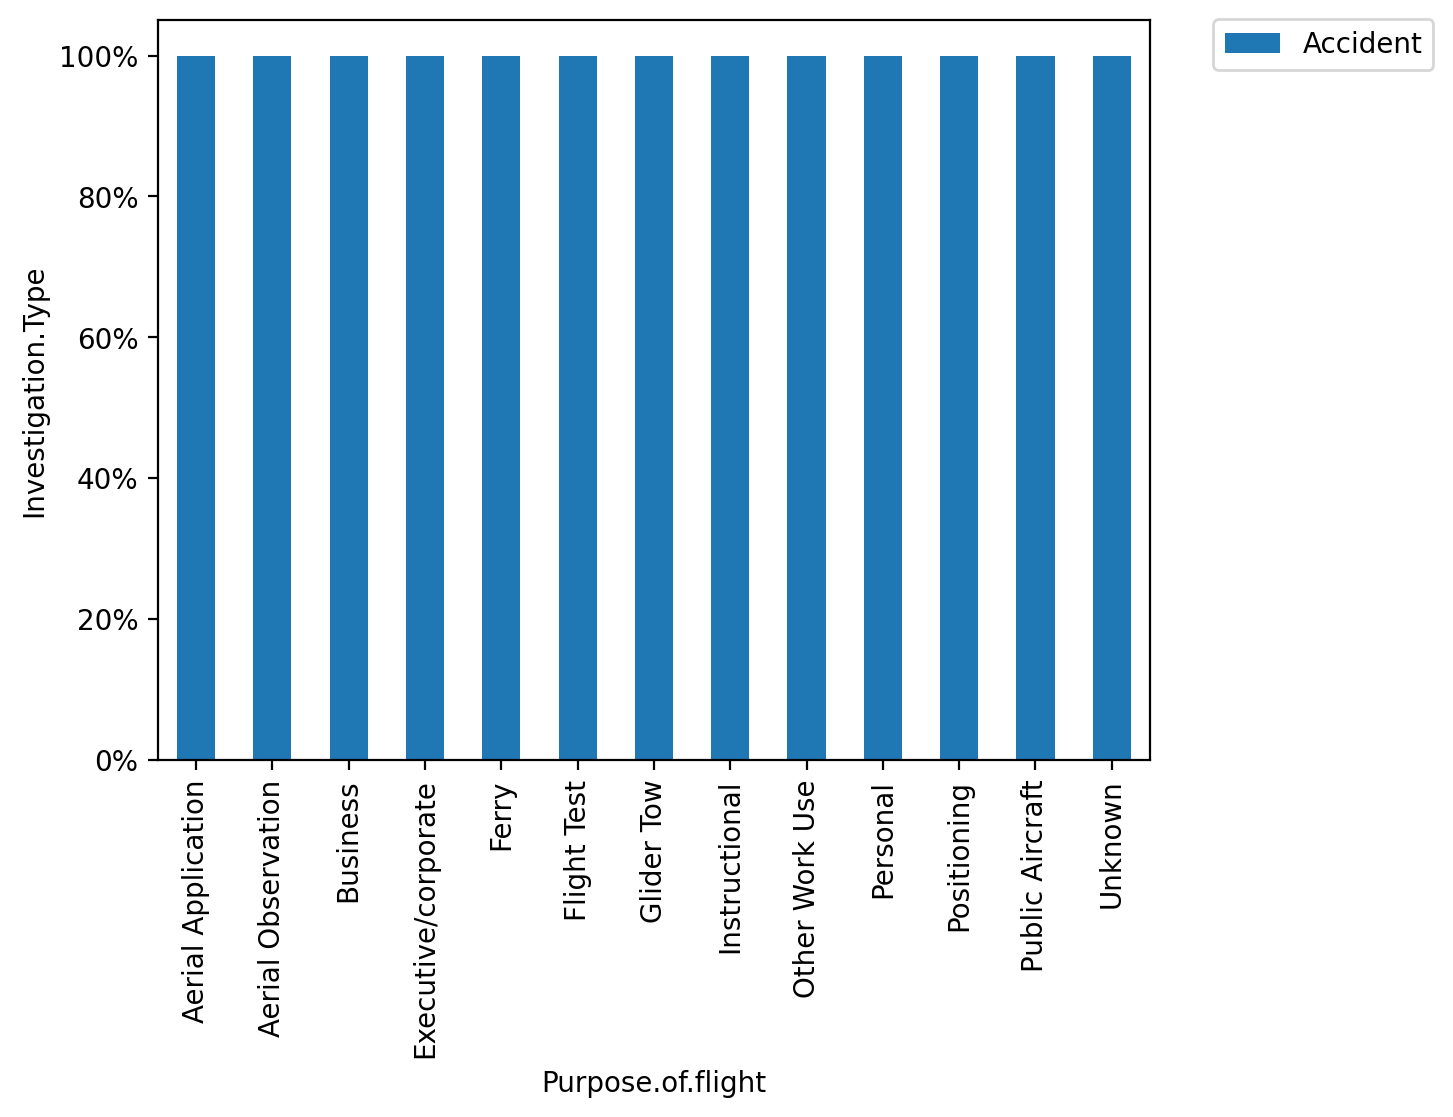 Accident
100%
80%
60%
40%
20%
0%
Investigation.Type
Aerial Application
Aerial Observation
Business
Executive/corporate
Ferry
Flight Test
Glider Tow
Instructional
Other Work Use
Personal
Positioning
Public Aircraft
Unknown
Purpose.of.flight